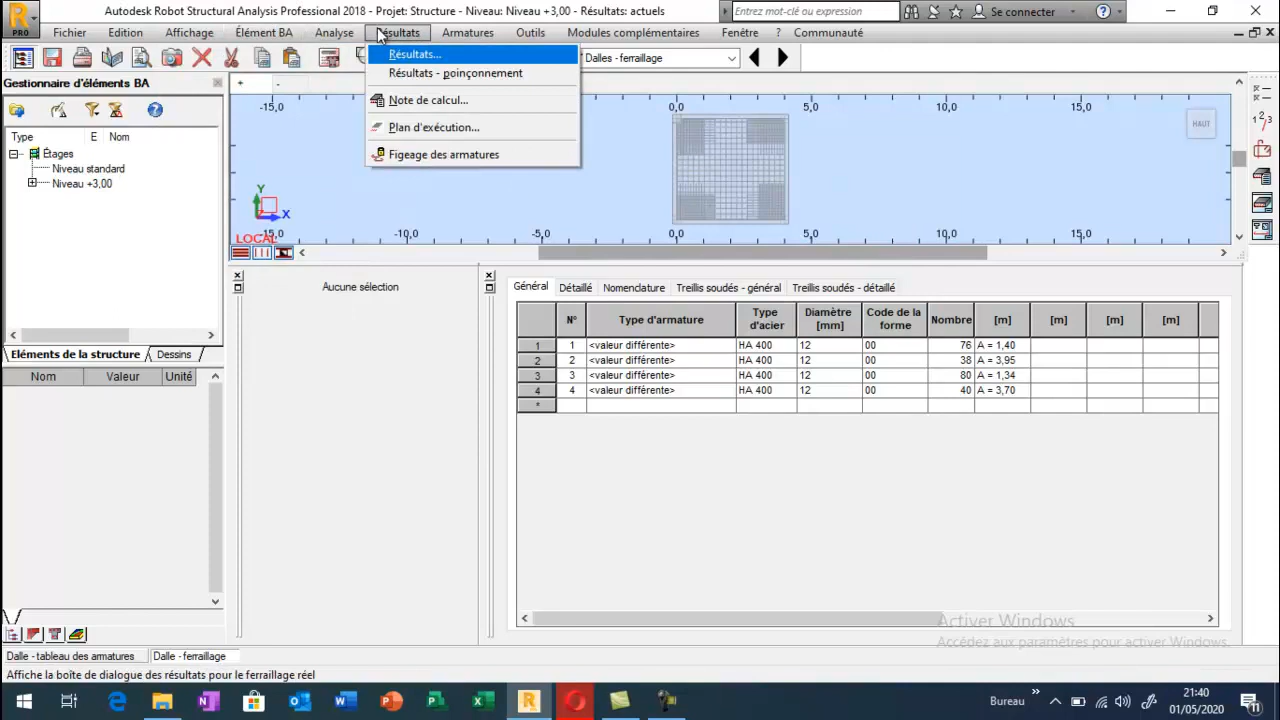 Autodesk Robot Structural Analysis Professional 2018 - Projet: Structure - Niveau: Niveau +3,00 - Résultats: actuels
Entrez mot-clé ou expression
Se connecter
PRO
Fichier Edition Affichage Élément BA Analyse Résultats Armatures Outils Modules complémentaires Fenêtre ? Communauté
Résultats...
Résultats - poinçonnement
Note de calcul...
Plan d'exécution...
Figeage des armatures
Dalles - ferraillage
Gestionnaire d'éléments BA
Type E Nom
Étages
Niveau standard
Niveau +3,00
Eléments de la structure Dessins
Nom Valeur Unité
-15,0 0,0 5,0 10,0 15,0
HAUT
Y
X
Z
LOCAL
-10,0 -5,0 0,0 5,0 10,0 15,0
Aucune sélection
Général Détaillé Nomenclature Treillis soudés - général Treillis soudés - détaillé
N° Type d'armature Type d'acier Diamètre [mm] Code de la forme Nombre [m] [m] [m] [m]
1 1 <valeur différente> HA 400 12 00 76 A = 1,40
2 2 <valeur différente> HA 400 12 00 38 A = 3,95
3 3 <valeur différente> HA 400 12 00 80 A = 1,34
4 4 <valeur différente> HA 400 12 00 40 A = 3,70
*
Activer Windows
Accédez aux paramètres pour activer Windows.
Dalle - tableau des armatures Dalle - ferraillage
Affiche la boîte de dialogue des résultats pour le ferraillage réel
Bureau
21:40
01/05/2020